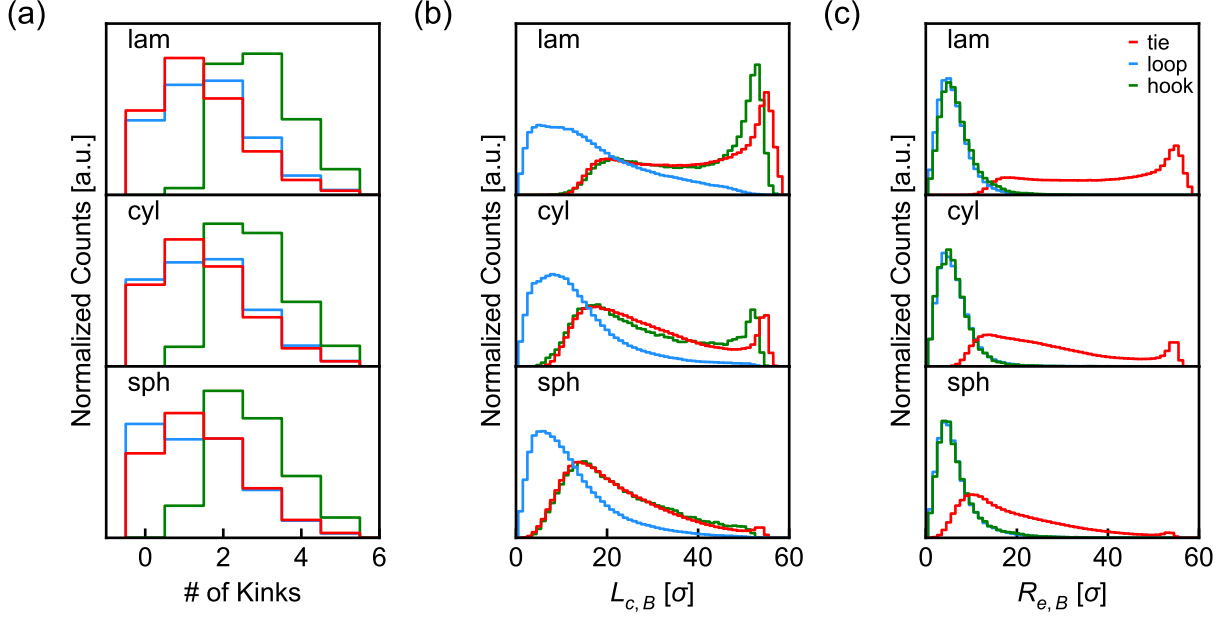 (a)
(b)
(c)
lam
cyl
sph
lam
cyl
sph
lam
cyl
sph
tie
loop
hook
Normalized Counts [a.u.]
Normalized Counts [a.u.]
Normalized Counts [a.u.]
0 2 4 6
0 20 40 60
0 20 40 60
# of Kinks
L_{c, B} [σ]
R_{e, B} [σ]